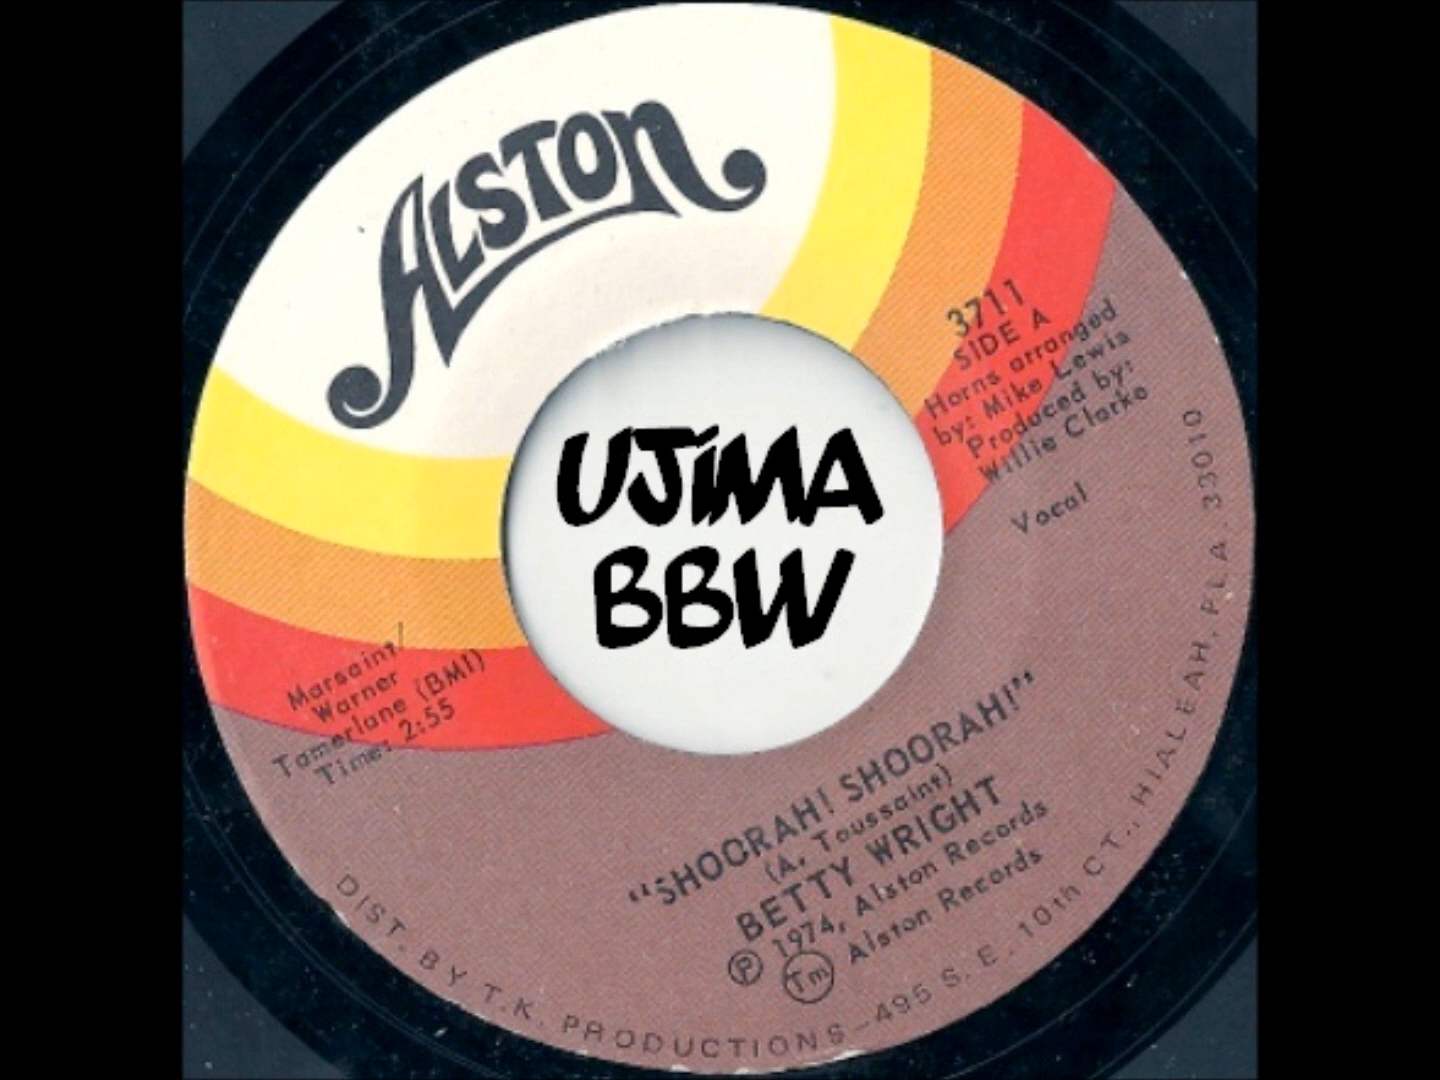 ALSTON
3711
SIDE A
Horns arranged
by: Mike Lewis
Produced by:
Willie Clarke
Vocal
UJIMA
BBW
Marsaint/
Warner
Tamerlane (BMI)
Time: 2:55
"SHOORAH! SHOORAH!"
(A. Toussaint)
BETTY WRIGHT
Ⓟ 1974, Alston Records
Tm Alston Records
DIST. BY T.K. PRODUCTIONS-495 S.E. 10th CT., HIALEAH, FLA. 33010